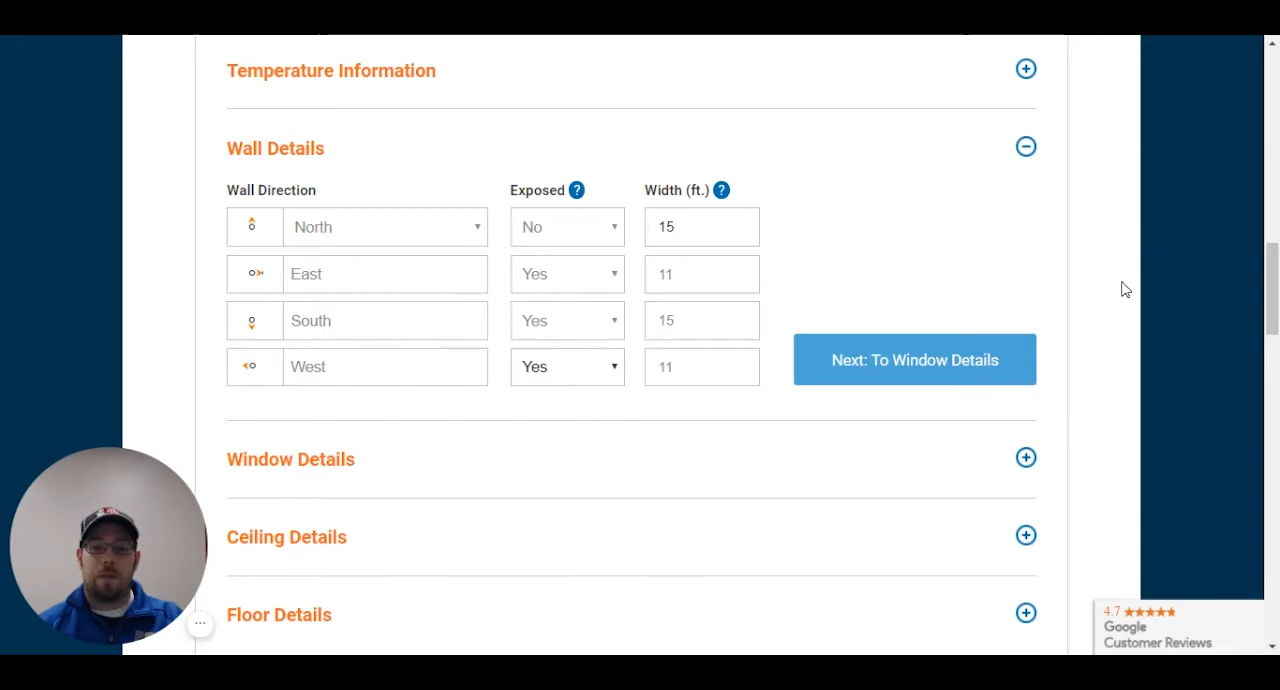 Temperature Information
Wall Details
Wall Direction Exposed ? Width (ft.) ?
North No 15
East Yes 11
South Yes 15
West Yes 11
Next: To Window Details
Window Details
Ceiling Details
Floor Details
4.7
Google
Customer Reviews